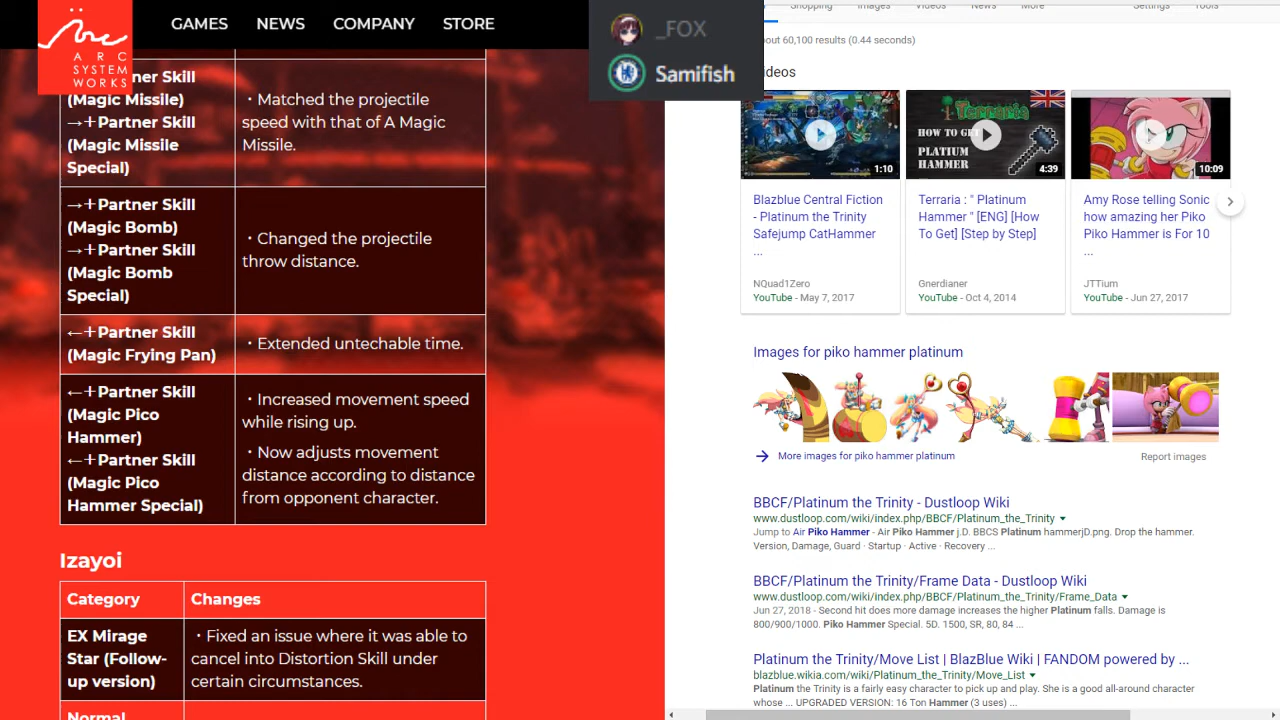 ARC
SYSTEM
WORKS
GAMES NEWS COMPANY STORE
_FOX
Samifish
Partner Skill
(Magic Missile)
→+Partner Skill
(Magic Missile
Special)
・Matched the projectile
speed with that of A Magic
Missile.
→+Partner Skill
(Magic Bomb)
→+Partner Skill
(Magic Bomb
Special)
・Changed the projectile
throw distance.
←+Partner Skill
(Magic Frying Pan)
・Extended untechable time.
←+Partner Skill
(Magic Pico
Hammer)
←+Partner Skill
(Magic Pico
Hammer Special)
・Increased movement speed
while rising up.
・Now adjusts movement
distance according to distance
from opponent character.
Izayoi
Category Changes
EX Mirage
Star (Follow-
up version)
・Fixed an issue where it was able to
cancel into Distortion Skill under
certain circumstances.
Normal
Shopping Images Videos News More Settings Tools
out 60,100 results (0.44 seconds)
ideos
1:10
Blazblue Central Fiction
- Platinum the Trinity
Safejump CatHammer
...
NQuad1Zero
YouTube - May 7, 2017
Terraria
HOW TO GET
PLATIUM
HAMMER
4:39
Terraria : " Platinum
Hammer " [ENG] [How
To Get] [Step by Step]
Gnerdianer
YouTube - Oct 4, 2014
10:09
Amy Rose telling Sonic
how amazing her Piko
Piko Hammer is For 10
...
JTTium
YouTube - Jun 27, 2017
Images for piko hammer platinum
More images for piko hammer platinum Report images
BBCF/Platinum the Trinity - Dustloop Wiki
www.dustloop.com/wiki/index.php/BBCF/Platinum_the_Trinity
Jump to Air Piko Hammer - Air Piko Hammer j.D. BBCS Platinum hammerjD.png. Drop the hammer.
Version, Damage, Guard · Startup · Active · Recovery ...
BBCF/Platinum the Trinity/Frame Data - Dustloop Wiki
www.dustloop.com/wiki/index.php/BBCF/Platinum_the_Trinity/Frame_Data
Jun 27, 2018 - Second hit does more damage increases the higher Platinum falls. Damage is
800/900/1000. Piko Hammer Special. 5D. 1500, SR, 80, 84 ...
Platinum the Trinity/Move List | BlazBlue Wiki | FANDOM powered by ...
blazblue.wikia.com/wiki/Platinum_the_Trinity/Move_List
Platinum the Trinity is a fairly easy character to pick up and play. She is a good all-around character
whose ... UPGRADED VERSION: 16 Ton Hammer (3 uses) ...